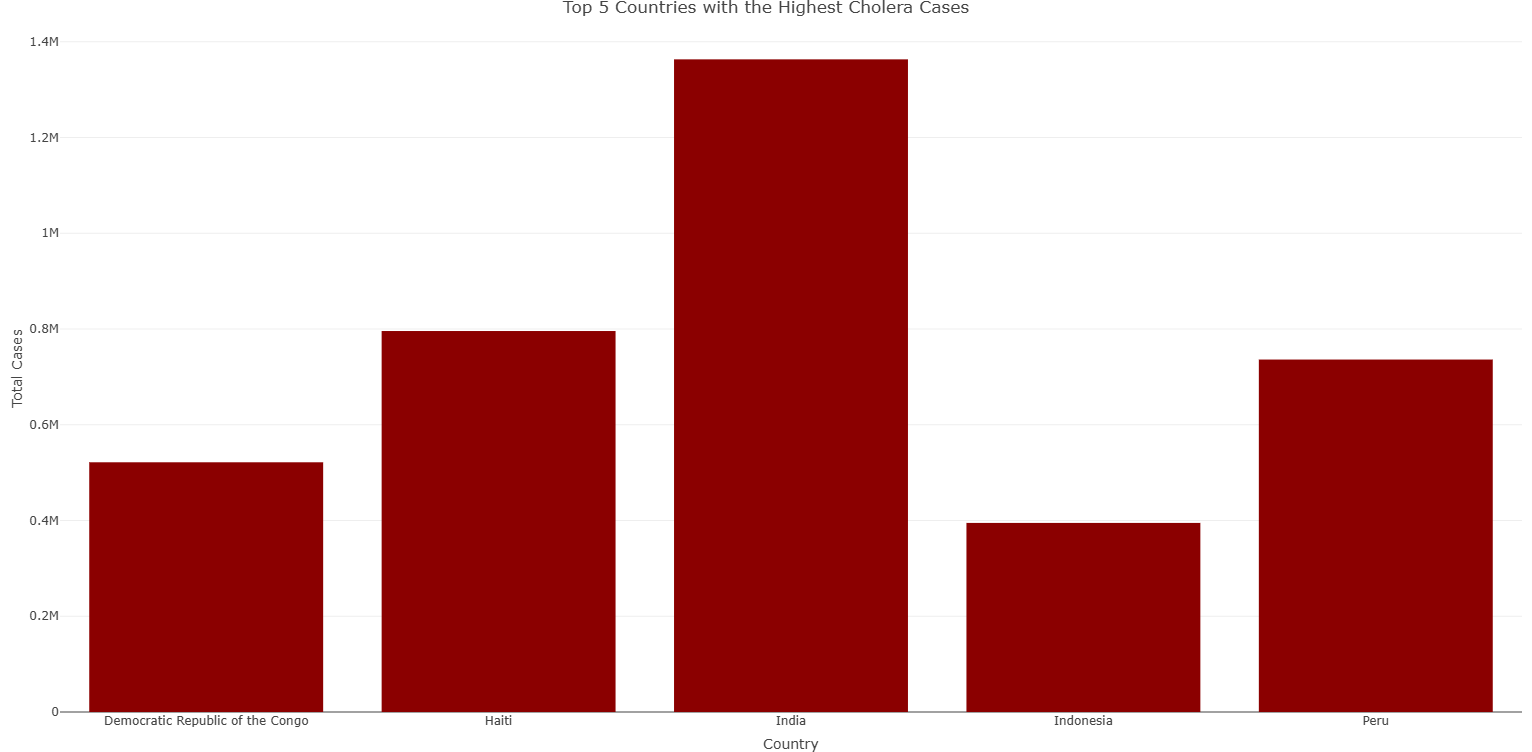 Top 5 Countries with the Highest Cholera Cases
Total Cases
1.4M
1.2M
1M
0.8M
0.6M
0.4M
0.2M
0
Democratic Republic of the Congo
Haiti
India
Indonesia
Peru
Country